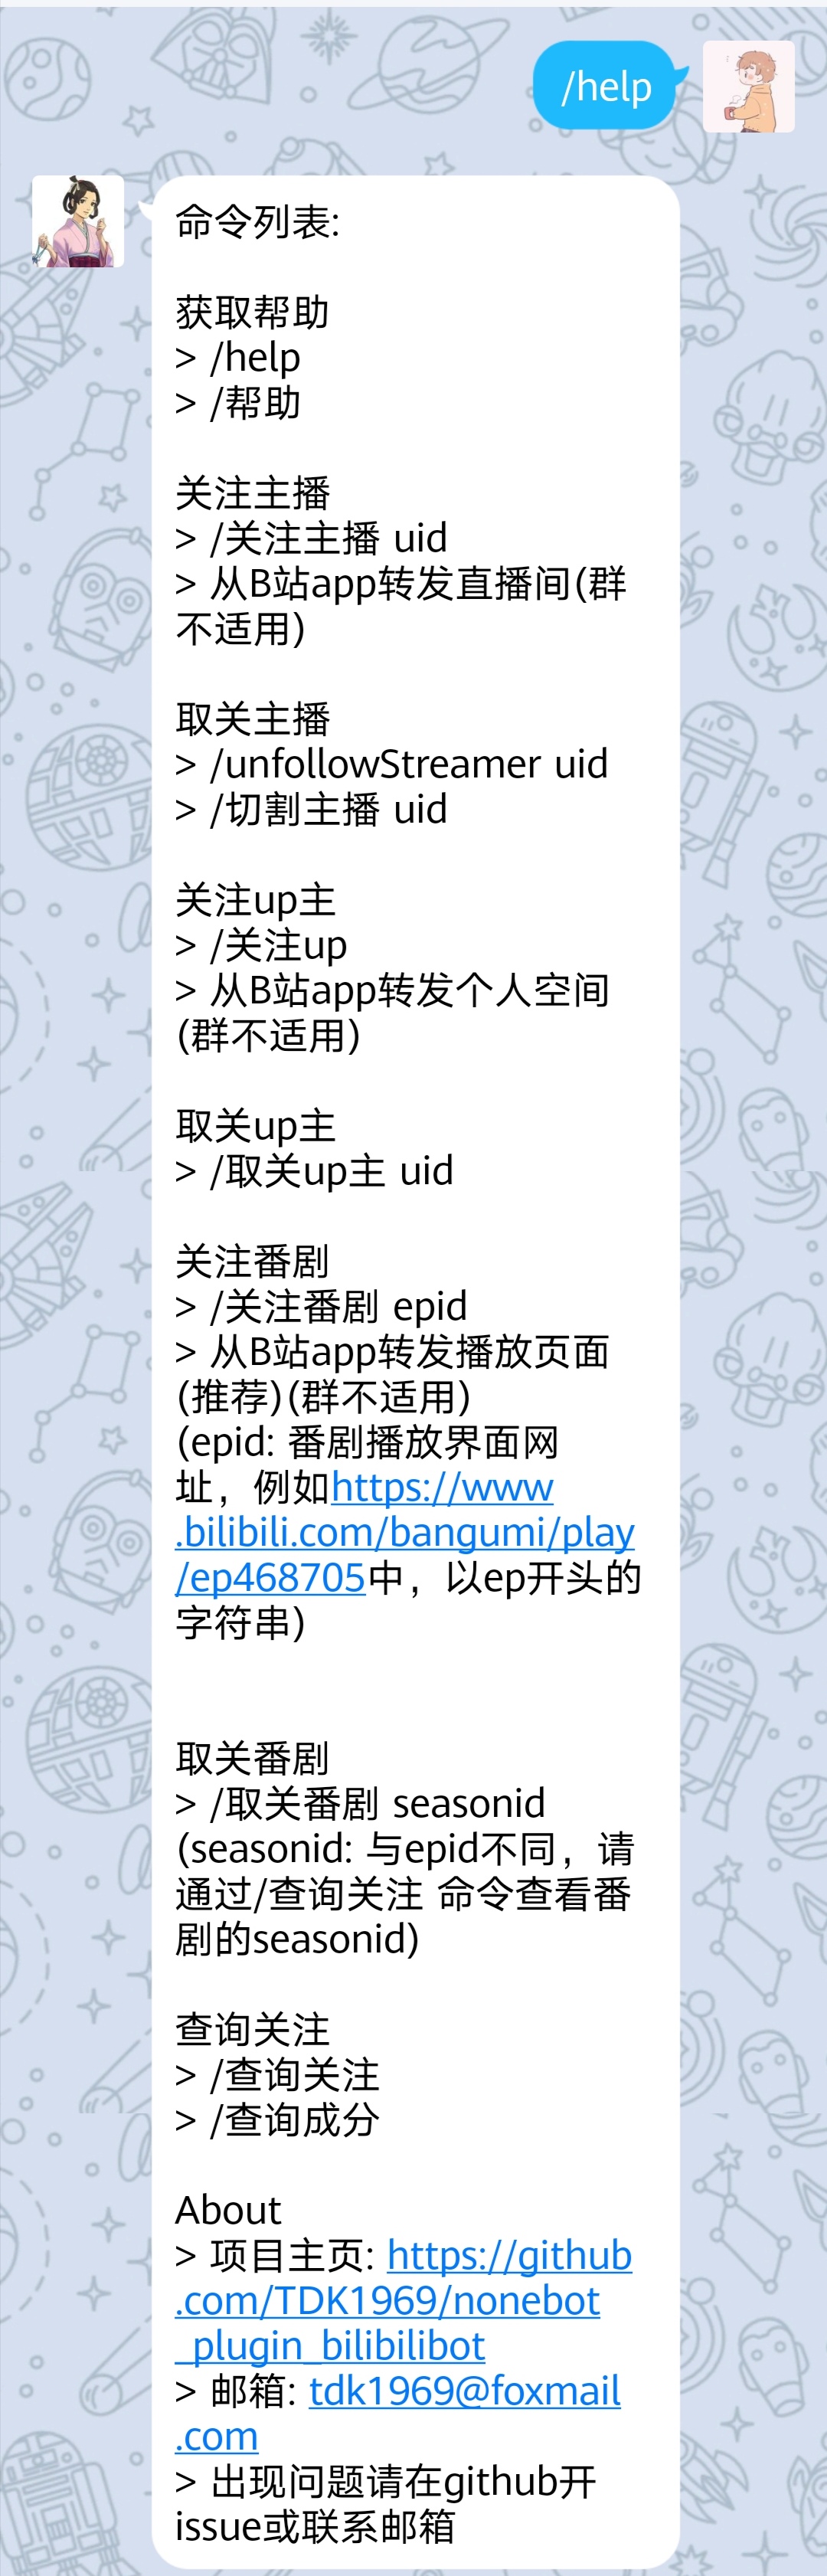 /help
命令列表:
获取帮助
> /help
> /帮助
关注主播
> /关注主播 uid
> 从B站app转发直播间(群
不适用)
取关主播
> /unfollowStreamer uid
> /切割主播 uid
关注up主
> /关注up
> 从B站app转发个人空间
(群不适用)
取关up主
> /取关up主 uid
关注番剧
> /关注番剧 epid
> 从B站app转发播放页面
(推荐)(群不适用)
(epid: 番剧播放界面网
址，例如https://www
.bilibili.com/bangumi/play
/ep468705中，以ep开头的
字符串)
取关番剧
> /取关番剧 seasonid
(seasonid: 与epid不同，请
通过/查询关注 命令查看番
剧的seasonid)
查询关注
> /查询关注
> /查询成分
About
> 项目主页: https://github
.com/TDK1969/nonebot
_plugin_bilibilibot
> 邮箱: tdk1969@foxmail
.com
> 出现问题请在github开
issue或联系邮箱